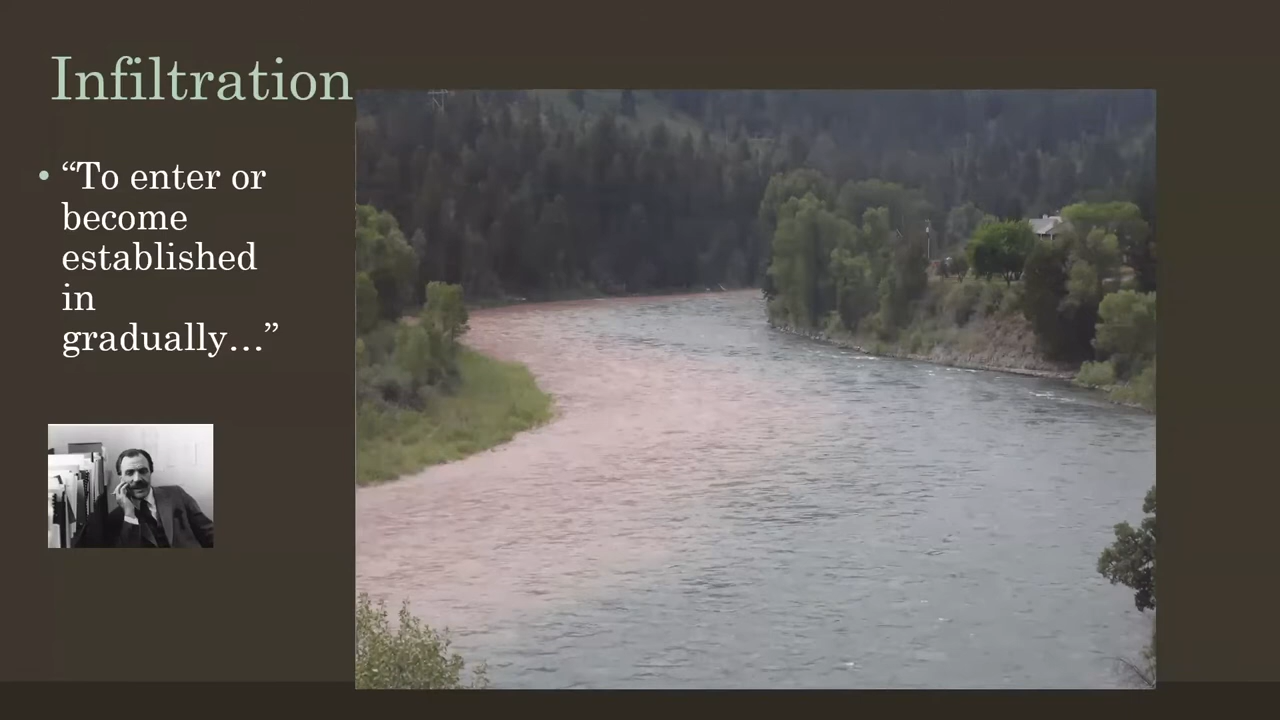 Infiltration
• “To enter or
become
established
in
gradually…”